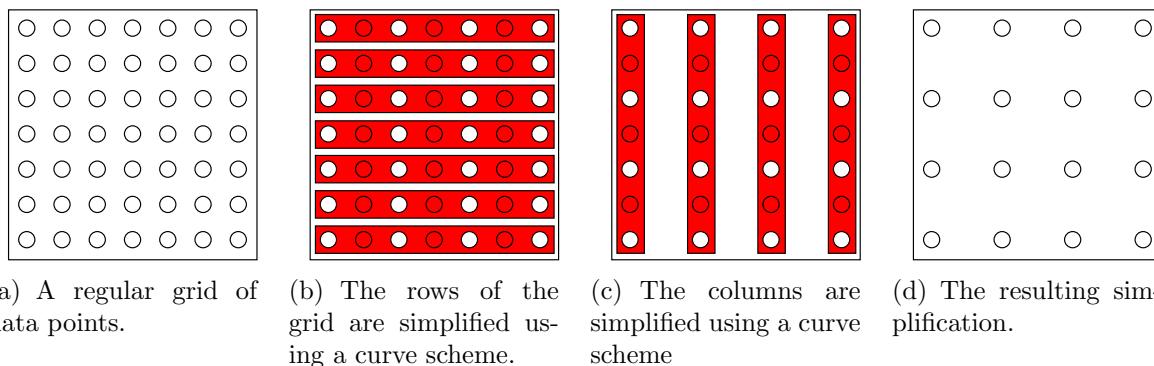 a) A regular grid of
ata points.
(b) The rows of the
grid are simplified us-
ing a curve scheme.
(c) The columns are
simplified using a curve
scheme
(d) The resulting sim-
plification.